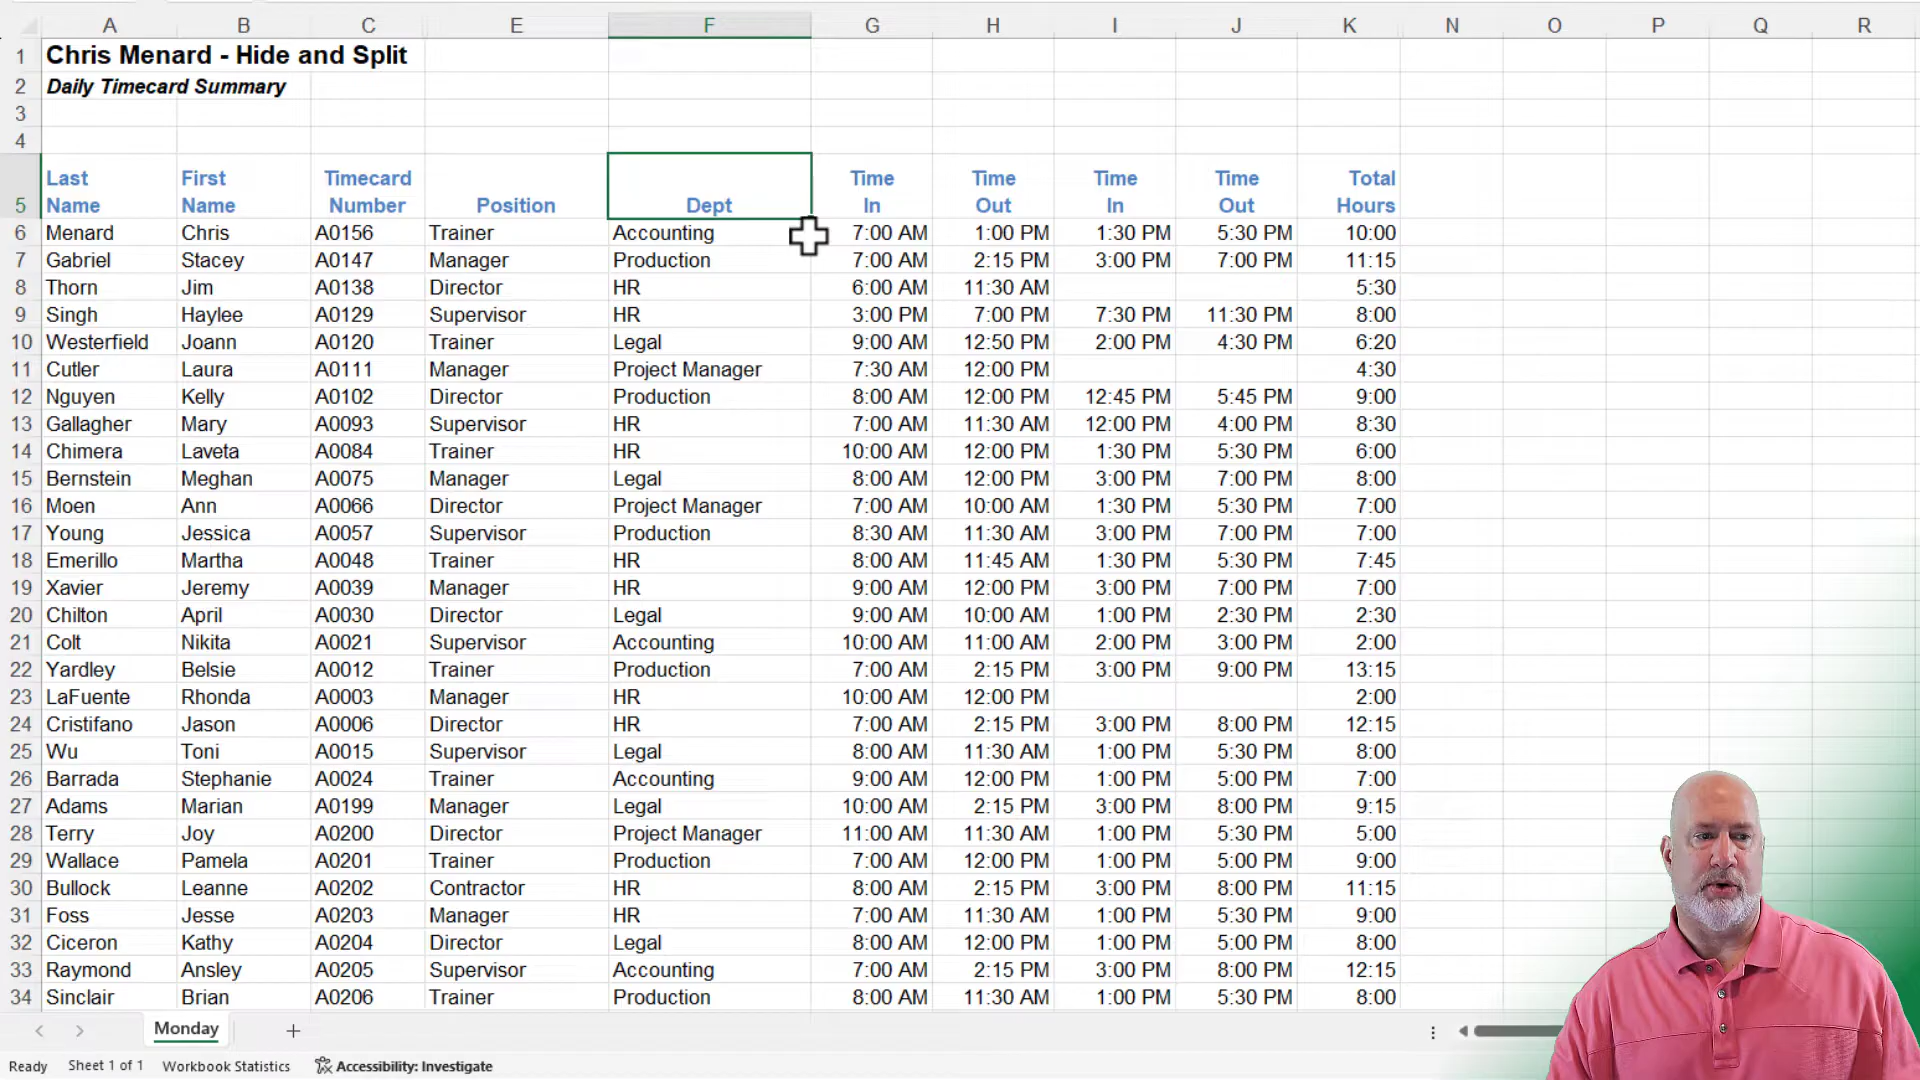 A B C E F G H I J K N O P Q R
1 Chris Menard - Hide and Split
2 Daily Timecard Summary
3
4
Last First Timecard Time Time Time Time Total
5 Name Name Number Position Dept In Out In Out Hours
6 Menard Chris A0156 Trainer Accounting 7:00 AM 1:00 PM 1:30 PM 5:30 PM 10:00
7 Gabriel Stacey A0147 Manager Production 7:00 AM 2:15 PM 3:00 PM 7:00 PM 11:15
8 Thorn Jim A0138 Director HR 6:00 AM 11:30 AM 5:30
9 Singh Haylee A0129 Supervisor HR 3:00 PM 7:00 PM 7:30 PM 11:30 PM 8:00
10 Westerfield Joann A0120 Trainer Legal 9:00 AM 12:50 PM 2:00 PM 4:30 PM 6:20
11 Cutler Laura A0111 Manager Project Manager 7:30 AM 12:00 PM 4:30
12 Nguyen Kelly A0102 Director Production 8:00 AM 12:00 PM 12:45 PM 5:45 PM 9:00
13 Gallagher Mary A0093 Supervisor HR 7:00 AM 11:30 AM 12:00 PM 4:00 PM 8:30
14 Chimera Laveta A0084 Trainer HR 10:00 AM 12:00 PM 1:30 PM 5:30 PM 6:00
15 Bernstein Meghan A0075 Manager Legal 8:00 AM 12:00 PM 3:00 PM 7:00 PM 8:00
16 Moen Ann A0066 Director Project Manager 7:00 AM 10:00 AM 1:30 PM 5:30 PM 7:00
17 Young Jessica A0057 Supervisor Production 8:30 AM 11:30 AM 3:00 PM 7:00 PM 7:00
18 Emerillo Martha A0048 Trainer HR 8:00 AM 11:45 AM 1:30 PM 5:30 PM 7:45
19 Xavier Jeremy A0039 Manager HR 9:00 AM 12:00 PM 3:00 PM 7:00 PM 7:00
20 Chilton April A0030 Director Legal 9:00 AM 10:00 AM 1:00 PM 2:30 PM 2:30
21 Colt Nikita A0021 Supervisor Accounting 10:00 AM 11:00 AM 2:00 PM 3:00 PM 2:00
22 Yardley Belsie A0012 Trainer Production 7:00 AM 2:15 PM 3:00 PM 9:00 PM 13:15
23 LaFuente Rhonda A0003 Manager HR 10:00 AM 12:00 PM 2:00
24 Cristifano Jason A0006 Director HR 7:00 AM 2:15 PM 3:00 PM 8:00 PM 12:15
25 Wu Toni A0015 Supervisor Legal 8:00 AM 11:30 AM 1:00 PM 5:30 PM 8:00
26 Barrada Stephanie A0024 Trainer Accounting 9:00 AM 12:00 PM 1:00 PM 5:00 PM 7:00
27 Adams Marian A0199 Manager Legal 10:00 AM 2:15 PM 3:00 PM 8:00 PM 9:15
28 Terry Joy A0200 Director Project Manager 11:00 AM 11:30 AM 1:00 PM 5:30 PM 5:00
29 Wallace Pamela A0201 Trainer Production 7:00 AM 12:00 PM 1:00 PM 5:00 PM 9:00
30 Bullock Leanne A0202 Contractor HR 8:00 AM 2:15 PM 3:00 PM 8:00 PM 11:15
31 Foss Jesse A0203 Manager HR 7:00 AM 11:30 AM 1:00 PM 5:30 PM 9:00
32 Ciceron Kathy A0204 Director Legal 8:00 AM 12:00 PM 1:00 PM 5:00 PM 8:00
33 Raymond Ansley A0205 Supervisor Accounting 7:00 AM 2:15 PM 3:00 PM 8:00 PM 12:15
34 Sinclair Brian A0206 Trainer Production 8:00 AM 11:30 AM 1:00 PM 5:30 PM 8:00
Monday
Ready Sheet 1 of 1 Workbook Statistics Accessibility: Investigate